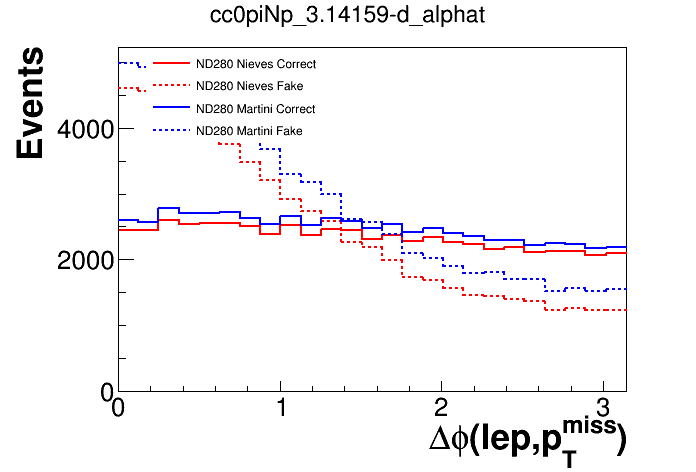 cc0piNp_3.14159-d_alphat
Events
ND280 Nieves Correct
ND280 Nieves Fake
ND280 Martini Correct
ND280 Martini Fake
4000
2000
0
0 1 2 3
Δϕ(lep,p_T^miss)